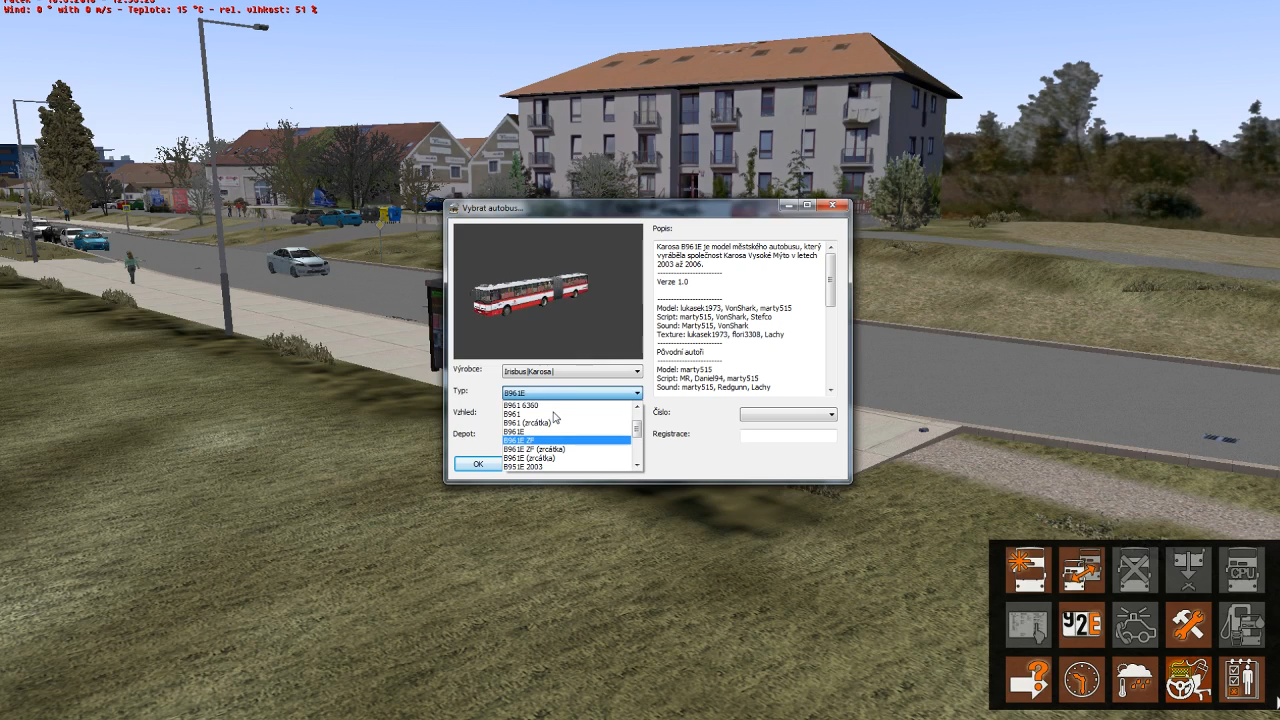 Wind: 0 ° with 0 m/s - Teplota: 15 °C - rel. vlhkost: 51 %
Vybrat autobus...
Popis:
Karosa B961E je model městského autobusu, který
vyráběla společnost Karosa Vysoké Mýto v letech
2003 až 2006.
-----------------------
Verze 1.0
-----------------------
Model: lukasek1973, VonShark, marty515
Script: marty515, VonShark, Stefco
Sound: Marty515, VonShark
Texture: lukasek1973, flori3308, Lachy
-----------------------
Původní autoři
-----------------------
Model: marty515
Script: MR, Daniel94, marty515
Sound: marty515, Redgunn, Lachy
Výrobce:
Irisbus|Karosa|
Typ:
B961E
Vzhled:
Depot:
B961 6360
B961
B961 (zrcátka)
B961E
B961E ZF
B961E ZF (zrcátka)
B961E (zrcátka)
B951E 2003
OK
Číslo:
Registrace:
CPU
92E